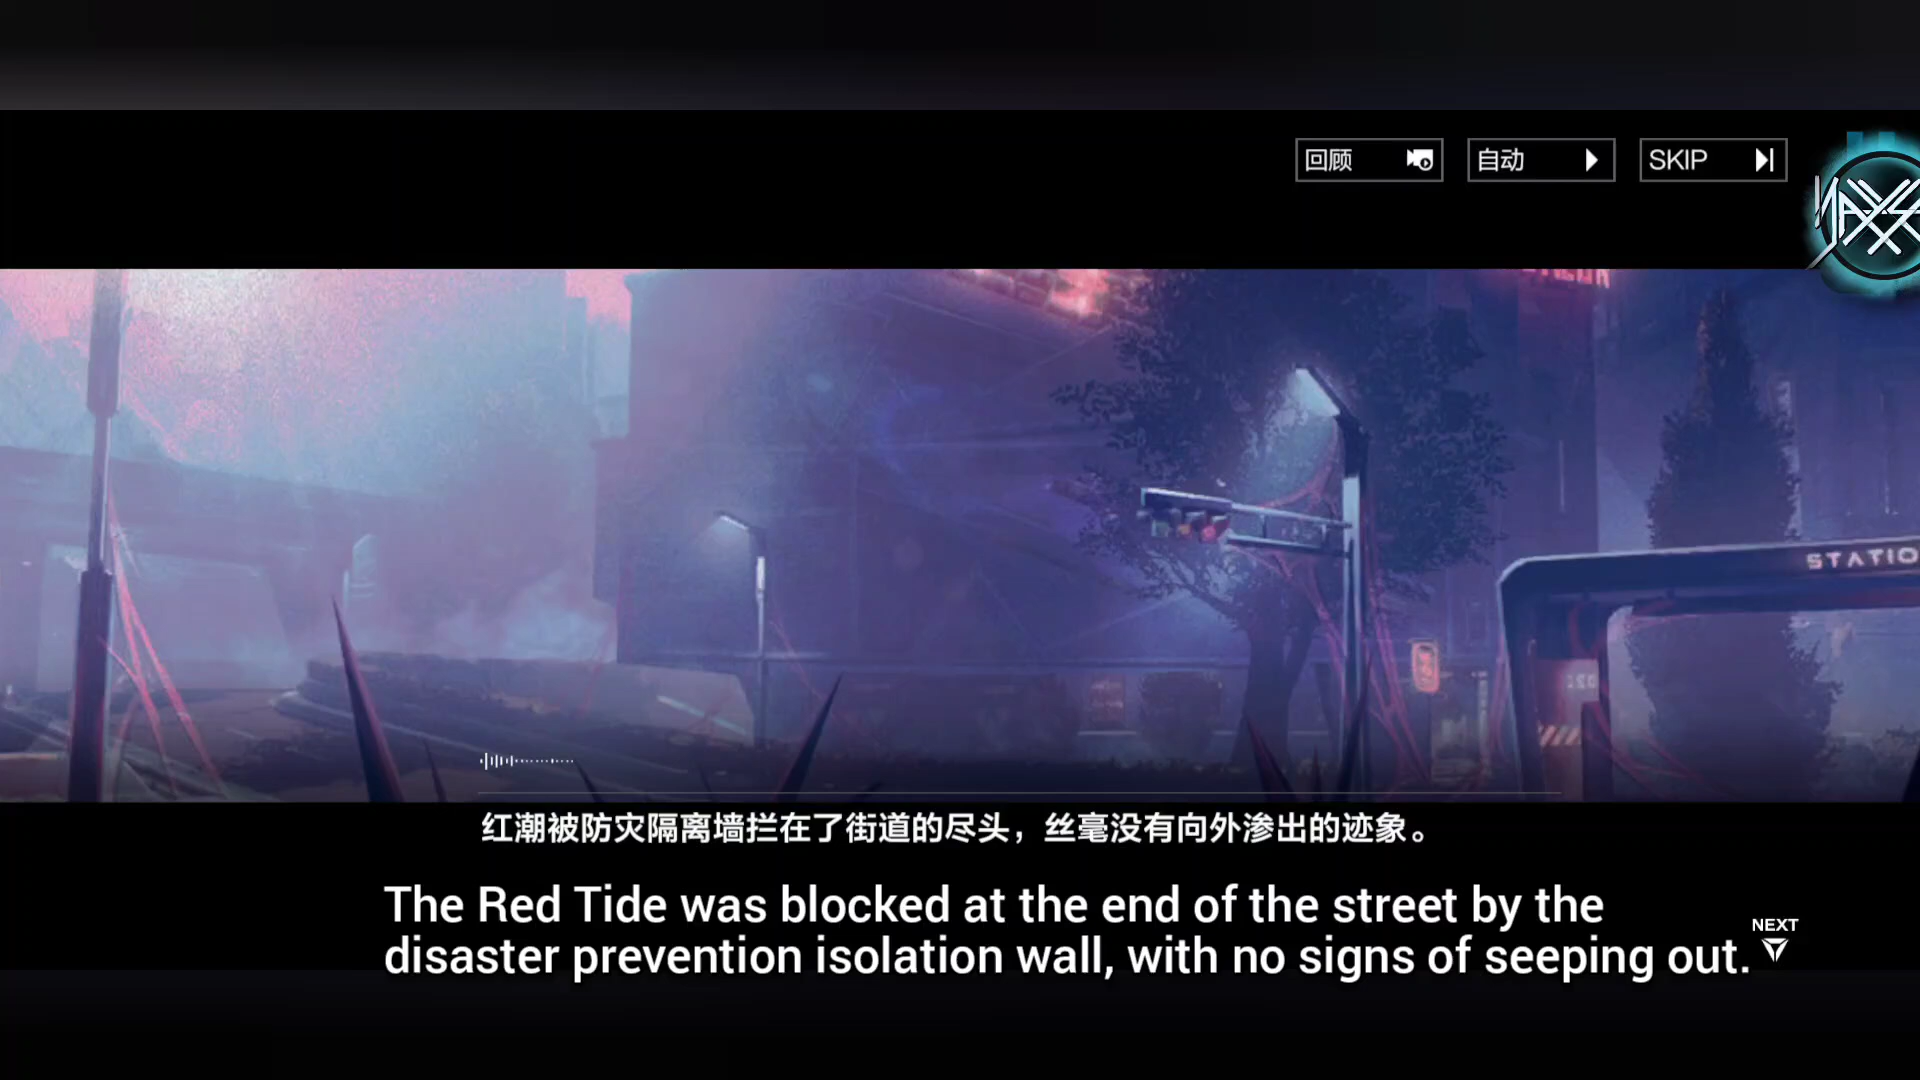 回顾
自动
SKIP
STATIO
红潮被防灾隔离墙拦在了街道的尽头，丝毫没有向外渗出的迹象。
The Red Tide was blocked at the end of the street by the
disaster prevention isolation wall, with no signs of seeping out.
NEXT